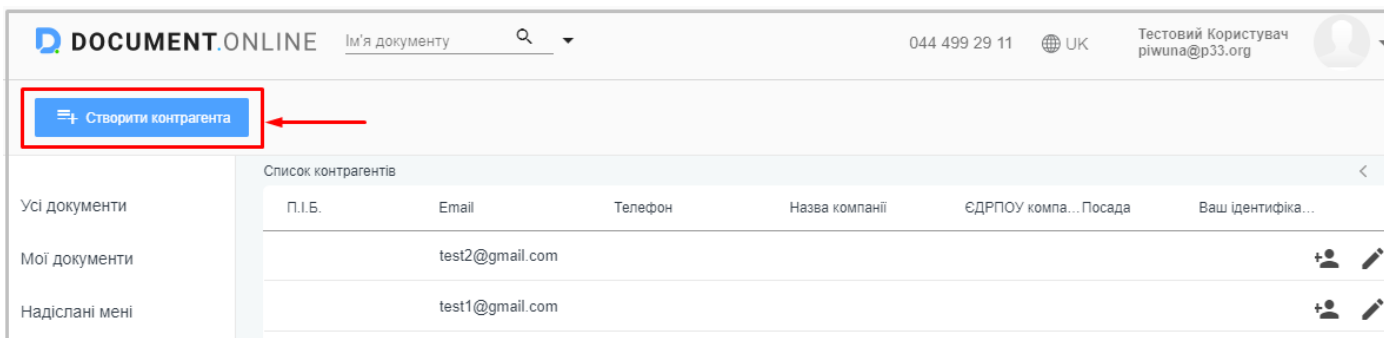 DOCUMENT.ONLINE Ім'я документу 044 499 29 11 UK Тестовий Користувач
piwuna@p33.org
Створити контрагента
Список контрагентів
Усі документи П.І.Б. Email Телефон Назва компанії ЄДРПОУ компа... Посада Ваш ідентифіка...
Мої документи test2@gmail.com
Надіслані мені test1@gmail.com